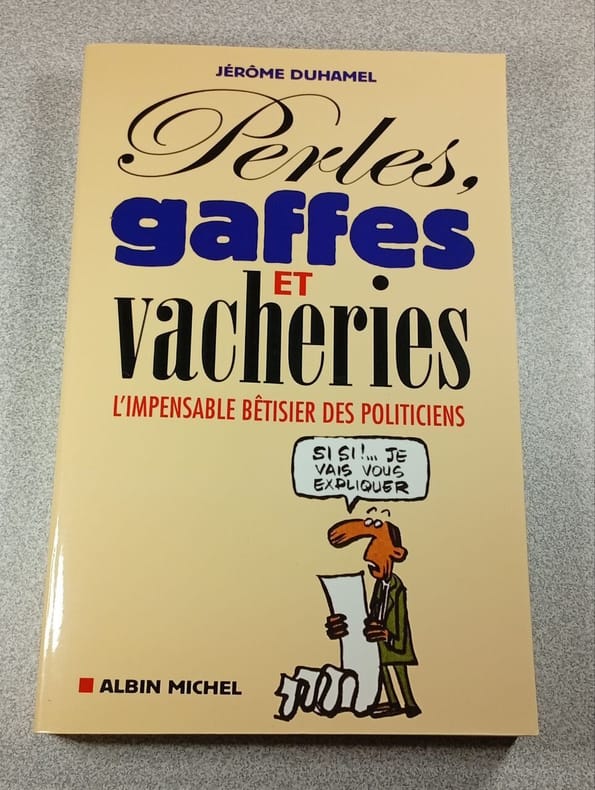 JÉRÔME DUHAMEL
Perles,
gaffes
ET
vacheries
L'IMPENSABLE BÊTISIER DES POLITICIENS
SI SI!... JE
VAIS VOUS
EXPLIQUER
ALBIN MICHEL